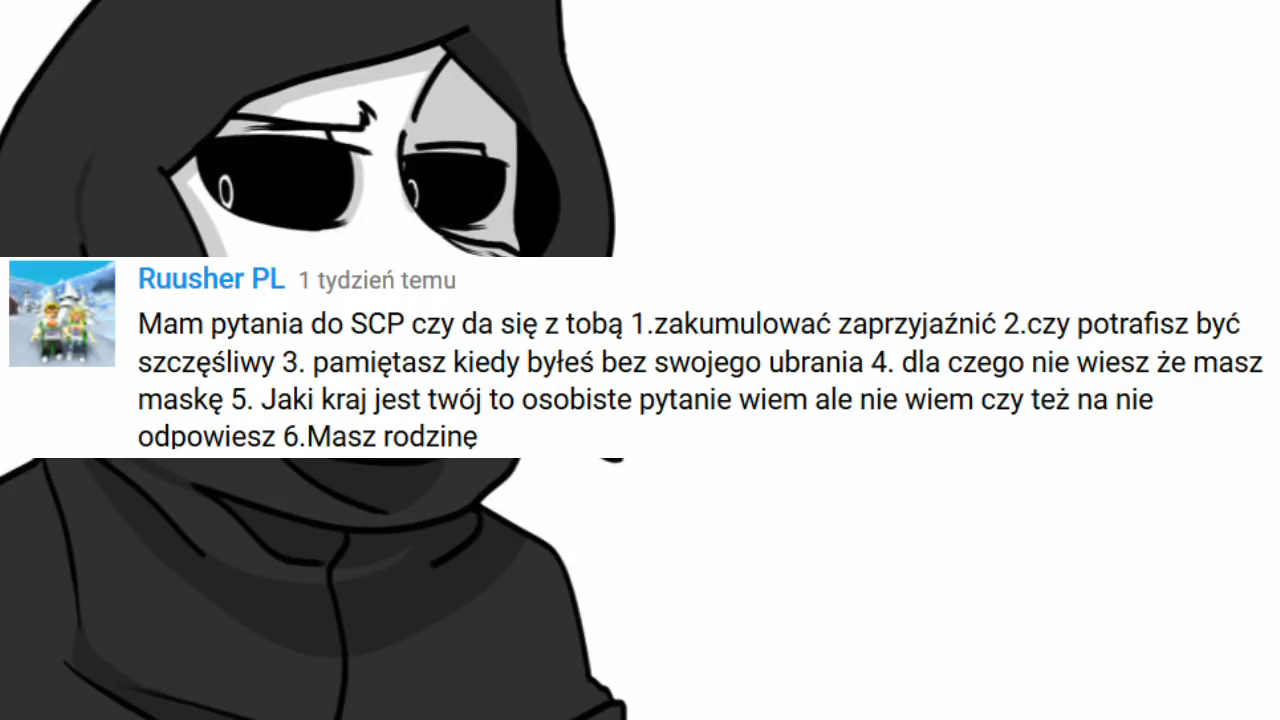 Ruusher PL 1 tydzień temu
Mam pytania do SCP czy da się z tobą 1.zakumulować zaprzyjaźnić 2.czy potrafisz być
szczęśliwy 3. pamiętasz kiedy byłeś bez swojego ubrania 4. dla czego nie wiesz że masz
maskę 5. Jaki kraj jest twój to osobiste pytanie wiem ale nie wiem czy też na nie
odpowiesz 6.Masz rodzinę